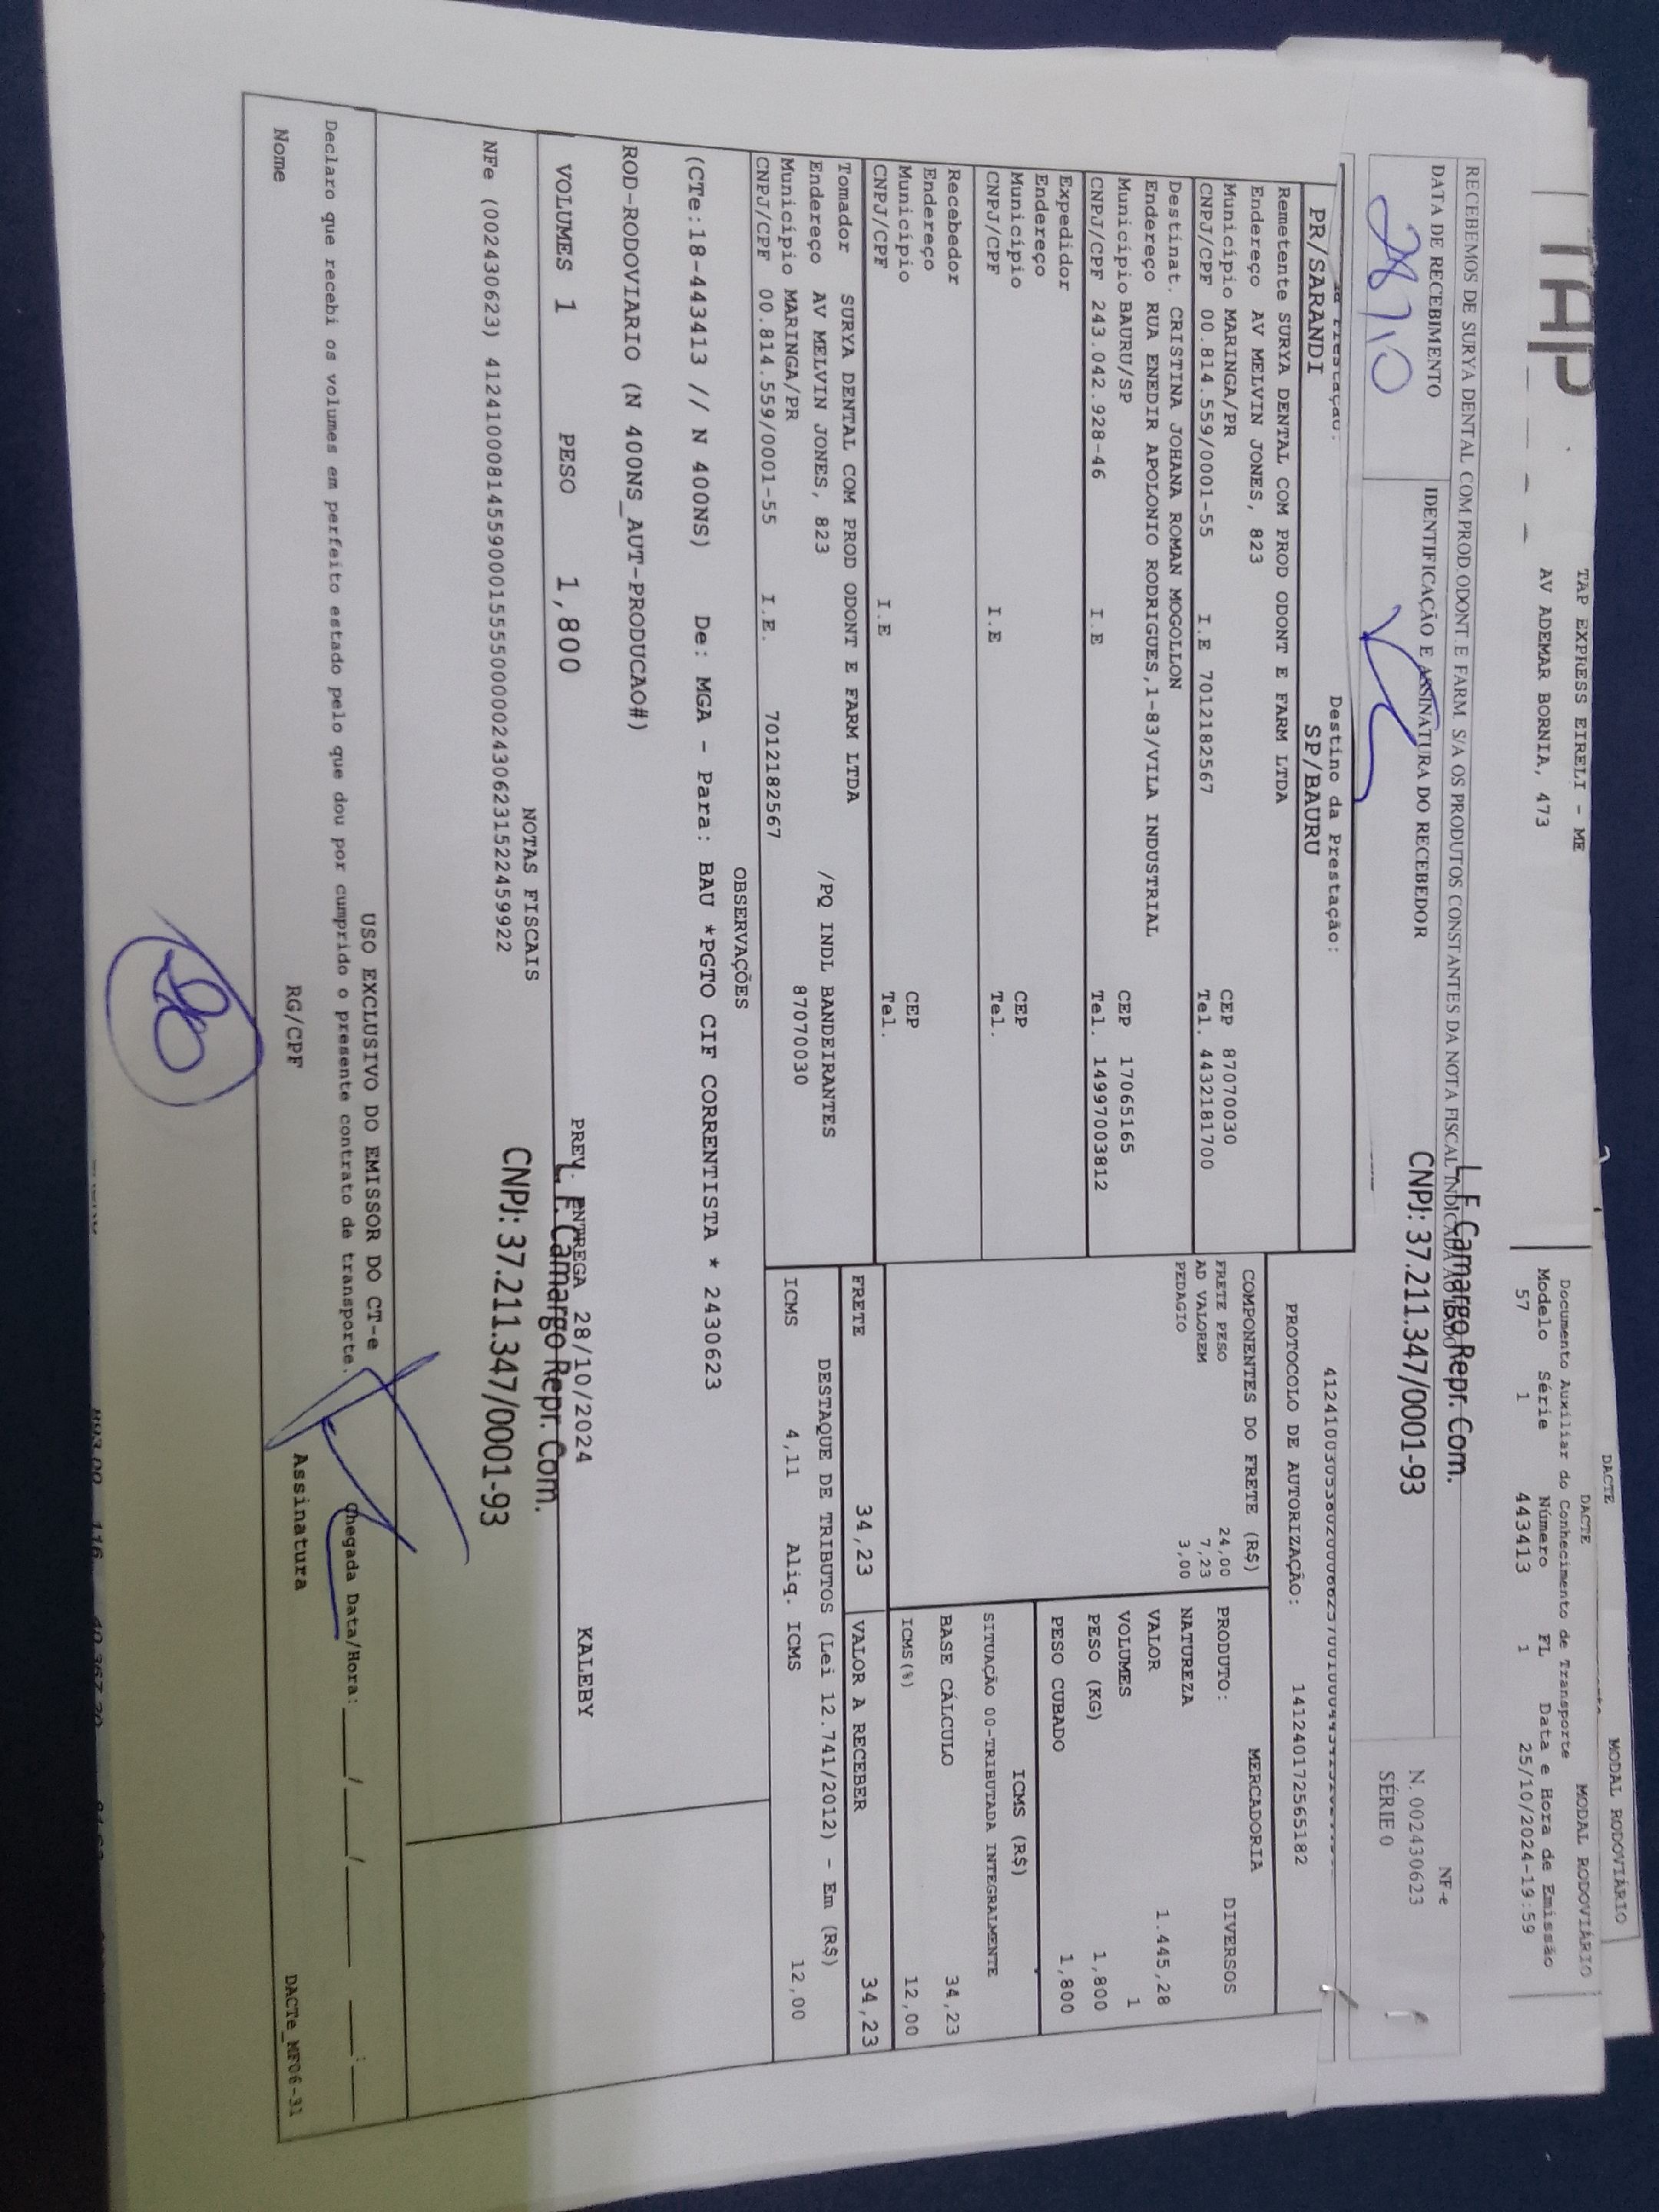 DACTE
MODAL RODOVIÁRIO
TAP
TAP EXPRESS EIRELI - ME
AV ADEMAR BORNIA, 473
DACTE
MODAL RODOVIÁRIO
Documento Auxiliar do Conhecimento de Transporte
Modelo Série Número FL Data e Hora de Emissão
57 1 443413 1 25/10/2024-19:59
RECEBEMOS DE SURYA DENTAL COM PROD. ODONT. E FARM. S/A OS PRODUTOS CONSTANTES DA NOTA FISCAL INDICADA AO LADO
DATA DE RECEBIMENTO
28/10
IDENTIFICAÇÃO E ASSINATURA DO RECEBEDOR
L. F. Camargo Repr. Com.
CNPJ: 37.211.347/0001-93
NF-e
N. 002430623
SÉRIE 0
PR/SARANDI
Destino da Prestação:
SP/BAURU
PROTOCOLO DE AUTORIZAÇÃO: 141240172565182
Remetente SURYA DENTAL COM PROD ODONT E FARM LTDA
Endereço AV MELVIN JONES, 823
Município MARINGA/PR CEP 87070030
CNPJ/CPF 00.814.559/0001-55 I.E 7012182567 Tel. 4432181700
Destinat. CRISTINA JOHANA ROMAN MOGOLLON
Endereço RUA ENEDIR APOLONIO RODRIGUES,1-83/VILA INDUSTRIAL
Município BAURU/SP CEP 17065165
CNPJ/CPF 243.042.928-46 I.E Tel. 14997003812
Expedidor
Endereço
Município CEP
CNPJ/CPF I.E Tel.
Recebedor
Endereço
Município CEP
CNPJ/CPF I.E Tel.
Tomador SURYA DENTAL COM PROD ODONT E FARM LTDA
Endereço AV MELVIN JONES, 823 /PQ INDL BANDEIRANTES
Município MARINGA/PR 87070030
CNPJ/CPF 00.814.559/0001-55 I.E. 7012182567
COMPONENTES DO FRETE (R$)
FRETE PESO 24,00
AD VALOREM 7,23
PEDAGIO 3,00
MERCADORIA
PRODUTO: DIVERSOS
NATUREZA
VALOR 1.445,28
VOLUMES 1
PESO (KG) 1,800
PESO CUBADO 1,800
ICMS (R$)
SITUAÇÃO 00-TRIBUTADA INTEGRALMENTE
BASE CÁLCULO 34,23
ICMS(%) 12,00
FRETE 34,23 VALOR A RECEBER 34,23
DESTAQUE DE TRIBUTOS (Lei 12.741/2012) - Em (R$)
ICMS 4,11 Aliq. ICMS 12,00
OBSERVAÇÕES
(CTe:18-443413 // N 400NS) De: MGA - Para: BAU *PGTO CIF CORRENTISTA * 2430623
ROD-RODOVIARIO (N 400NS_AUT-PRODUCAO#)
VOLUMES 1 PESO 1,800 PREV. ENTREGA 28/10/2024 KALEBY
L. F. Camargo Repr. Com.
CNPJ: 37.211.347/0001-93
NOTAS FISCAIS
NFe (002430623) 41241000814559000155550000024306231522459922
USO EXCLUSIVO DO EMISSOR DO CT-e
Declaro que recebi os volumes em perfeito estado pelo que dou por cumprido o presente contrato de transporte.
Chegada Data/Hora: ___/___/_____ ___:___
Nome RG/CPF Assinatura
DACTe_MF06-31